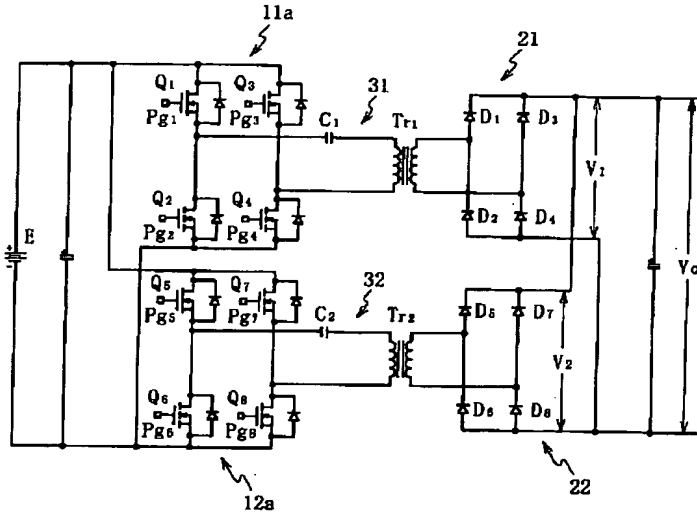 11a
Q1 Q3
Pg1 Pg3
31
C1 Tr1
21
D1 D3
V1
Q2 Q4
Pg2 Pg4
D2 D4
E
Vo
Q5 Q7
Pg5 Pg7
32
C2 Tr2
D5 D7
V2
Q6 Q8
Pg6 Pg8
D6 D8
12a
22